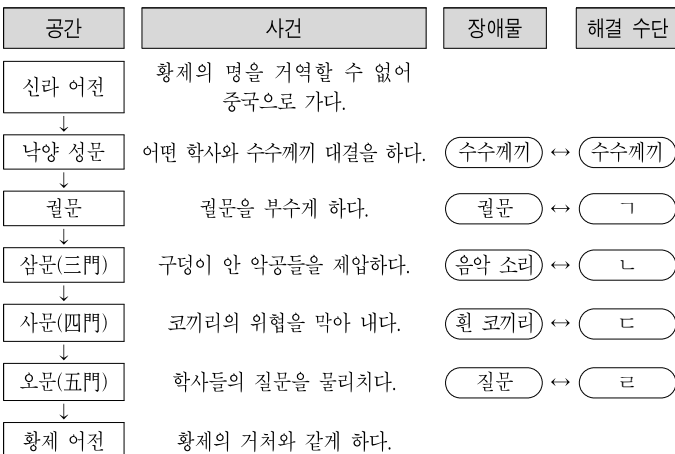 공간 사건 장애물 해결 수단
신라 어전 황제의 명을 거역할 수 없어
중국으로 가다.
↓
낙양 성문 어떤 학사와 수수께끼 대결을 하다. 수수께끼 ↔ 수수께끼
↓
궐문 궐문을 부수게 하다. 궐문 ↔ ㄱ
↓
삼문(三門) 구덩이 안 악공들을 제압하다. 음악 소리 ↔ ㄴ
↓
사문(四門) 코끼리의 위협을 막아 내다. 흰 코끼리 ↔ ㄷ
↓
오문(五門) 학사들의 질문을 물리치다. 질문 ↔ ㄹ
↓
황제 어전 황제의 거처와 같게 하다.